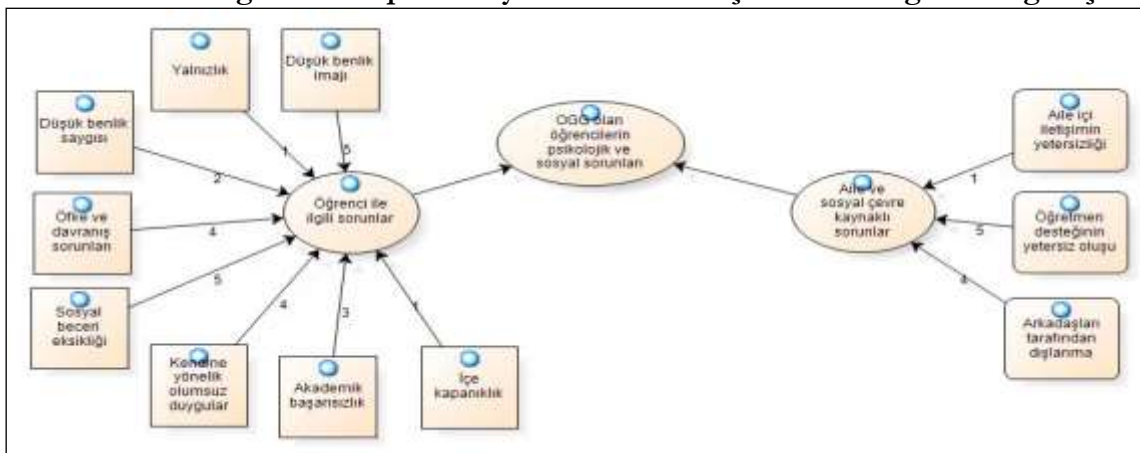 Yalnızlık
Düşük benlik
imajı
Düşük benlik
saygısı
Öfke ve
davranış
sorunları
Sosyal
beceri
eksikliği
Kendine
yönelik
olumsuz
duygular
Akademik
başarısızlık
İçe
kapanıklık
1
5
2
4
5
4
3
1
Öğrenci ile
ilgili sorunlar
ÖGG olan
öğrencilerin
psikolojik ve
sosyal sorunları
Aile ve
sosyal çevre
kaynaklı
sorunlar
1
5
4
Aile içi
iletişimin
yetersizliği
Öğretmen
desteğinin
yetersiz oluşu
Arkadaşları
tarafından
dışlanma